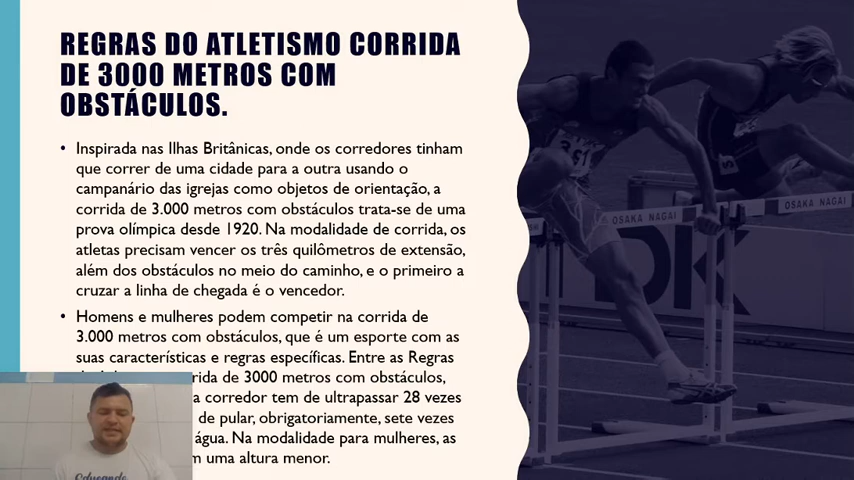 REGRAS DO ATLETISMO CORRIDA
DE 3000 METROS COM
OBSTÁCULOS.
• Inspirada nas Ilhas Britânicas, onde os corredores tinham
que correr de uma cidade para a outra usando o
campanário das igrejas como objetos de orientação, a
corrida de 3.000 metros com obstáculos trata-se de uma
prova olímpica desde 1920. Na modalidade de corrida, os
atletas precisam vencer os três quilômetros de extensão,
além dos obstáculos no meio do caminho, e o primeiro a
cruzar a linha de chegada é o vencedor.
• Homens e mulheres podem competir na corrida de
3.000 metros com obstáculos, que é um esporte com as
suas características e regras específicas. Entre as Regras
rida de 3000 metros com obstáculos,
a corredor tem de ultrapassar 28 vezes
de pular, obrigatoriamente, sete vezes
água. Na modalidade para mulheres, as
m uma altura menor.
OSAKA NAGAI
OSAKA NAGAI
DK
Educando